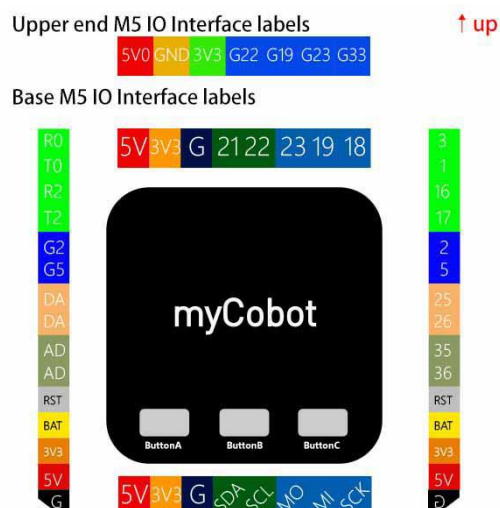 Upper end M5 IO Interface labels
↑ up
5V0 GND 3V3 G22 G19 G23 G33
Base M5 IO Interface labels
5V 3V3 G 21 22 23 19 18
R0
T0
R2
T2
G2
G5
DA
DA
AD
AD
RST
BAT
3V3
5V
G
myCobot
ButtonA ButtonB ButtonC
3
1
16
17
2
5
25
26
35
36
RST
BAT
3V3
5V
G
5V 3V3 G SDA SCL MO MI SCK